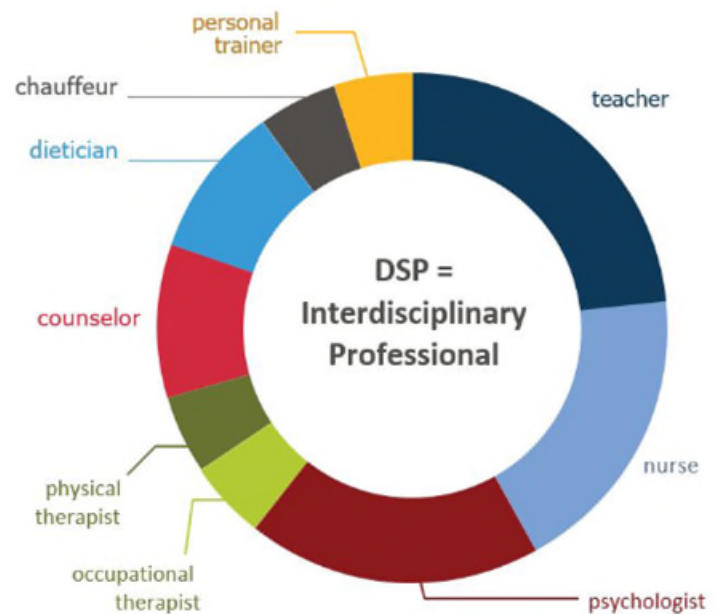 personal
trainer
chauffeur
teacher
dietician
DSP =
Interdisciplinary
Professional
counselor
nurse
physical
therapist
occupational
therapist
psychologist